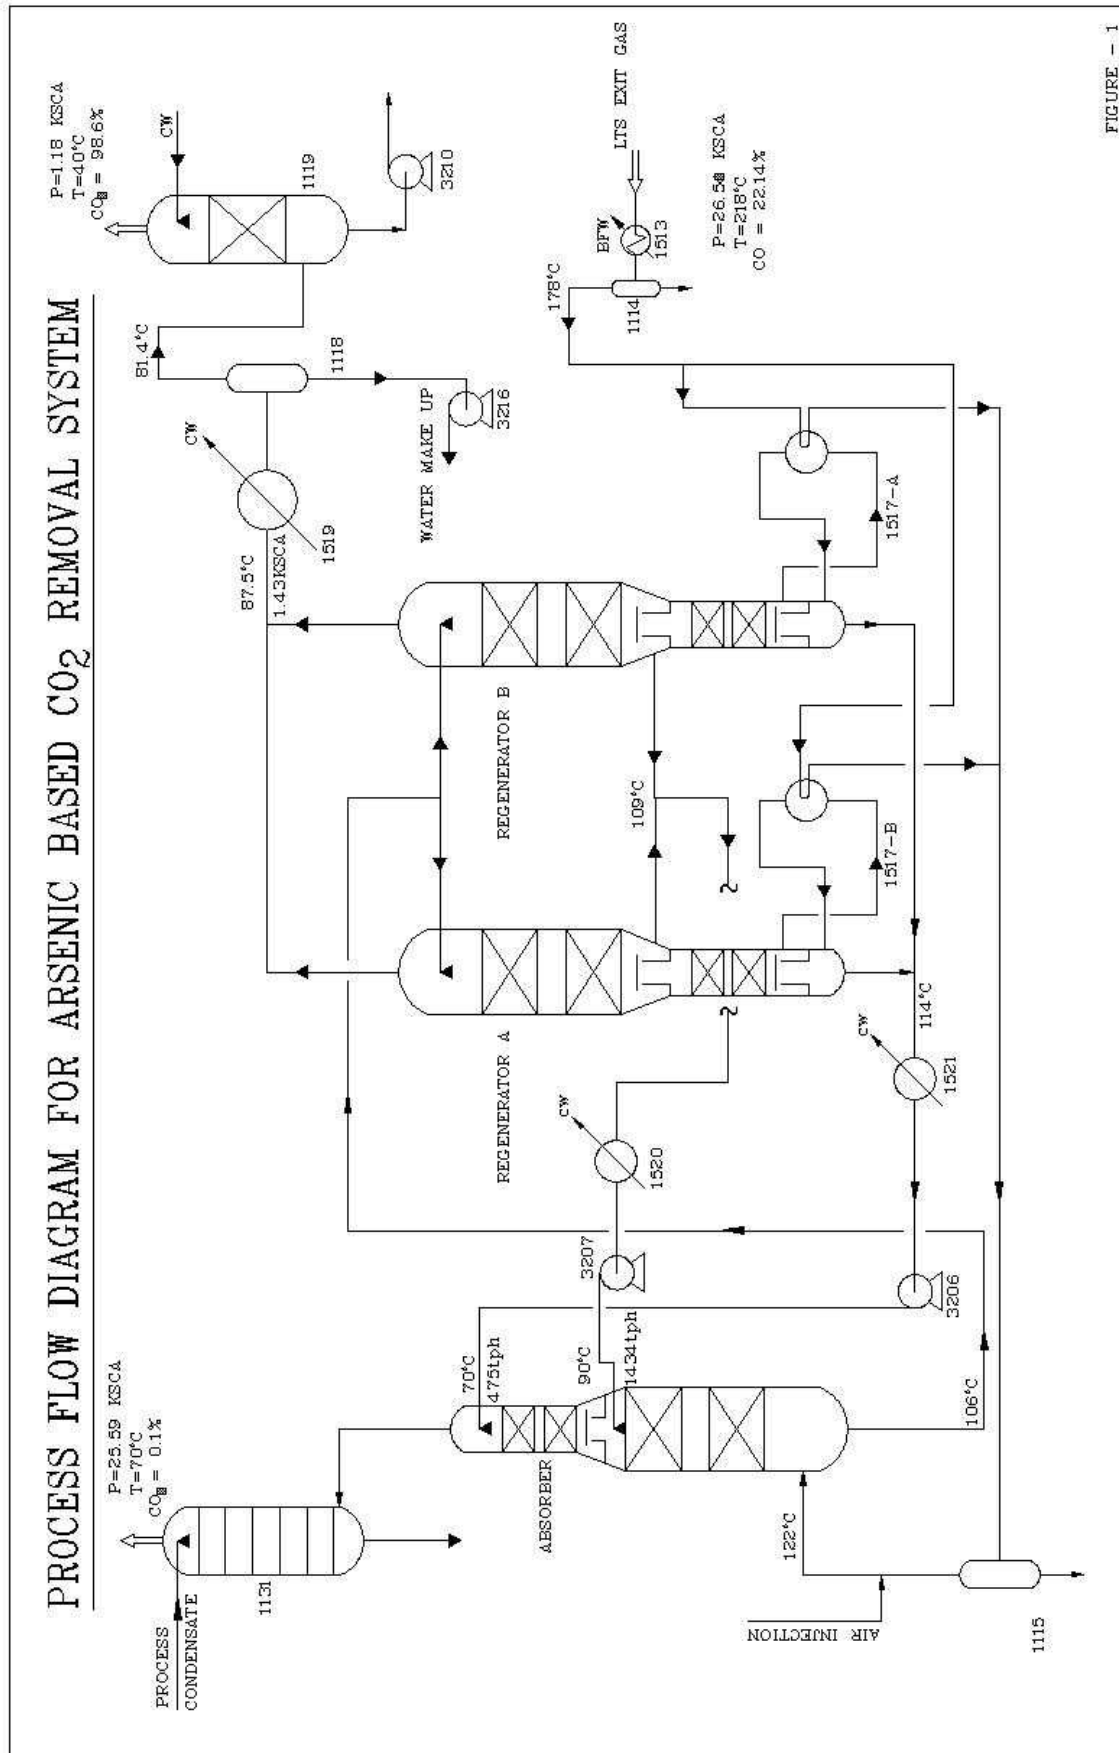 PROCESS FLOW DIAGRAM FOR ARSENIC BASED CO2 REMOVAL SYSTEM
P=25.59 KSCA
T=70°C
CO = 0.1%
PROCESS
CONDENSATE
1131
ABSORBER
70°C
475tph
90°C
1434tph
3207
1520
CW
106°C
122°C
AIR INJECTION
1115
3206
1521
CW
114°C
REGENERATOR A
REGENERATOR B
109°C
1517-B
1517-A
87.5°C
1.43KSCA
1519
CW
81.4°C
1118
3216
WATER MAKE UP
P=1.18 KSCA
T=40°C
CO = 98.6%
CW
1119
3210
178°C
1114
BFW
1513
LTS EXIT GAS
T=218°C
CO = 22.14%
FIGURE - 1